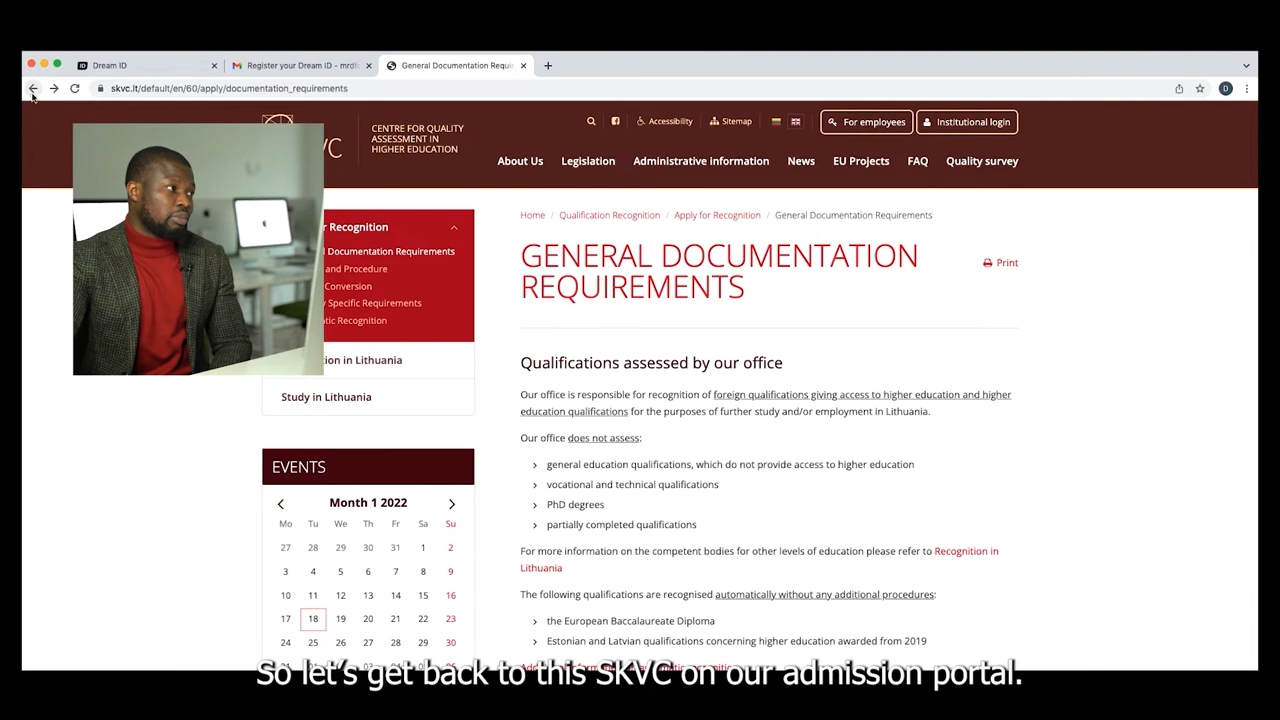 Dream ID
Register your Dream ID - mrdf
General Documentation Requi
skvc.lt/default/en/60/apply/documentation_requirements
D
VC
CENTRE FOR QUALITY
ASSESSMENT IN
HIGHER EDUCATION
Accessibility
Sitemap
For employees
Institutional login
About Us
Legislation
Administrative information
News
EU Projects
FAQ
Quality survey
r Recognition
l Documentation Requirements
and Procedure
Conversion
y Specific Requirements
tic Recognition
ion in Lithuania
Study in Lithuania
EVENTS
Month 1 2022
Mo Tu We Th Fr Sa Su
27 28 29 30 31 1 2
3 4 5 6 7 8 9
10 11 12 13 14 15 16
17 18 19 20 21 22 23
24 25 26 27 28 29 30
Home / Qualification Recognition / Apply for Recognition / General Documentation Requirements
GENERAL DOCUMENTATION
REQUIREMENTS
Print
Qualifications assessed by our office
Our office is responsible for recognition of foreign qualifications giving access to higher education and higher
education qualifications for the purposes of further study and/or employment in Lithuania.
Our office does not assess:
general education qualifications, which do not provide access to higher education
vocational and technical qualifications
PhD degrees
partially completed qualifications
For more information on the competent bodies for other levels of education please refer to Recognition in
Lithuania
The following qualifications are recognised automatically without any additional procedures:
the European Baccalaureate Diploma
Estonian and Latvian qualifications concerning higher education awarded from 2019
So let's get back to this SKVC on our admission portal.